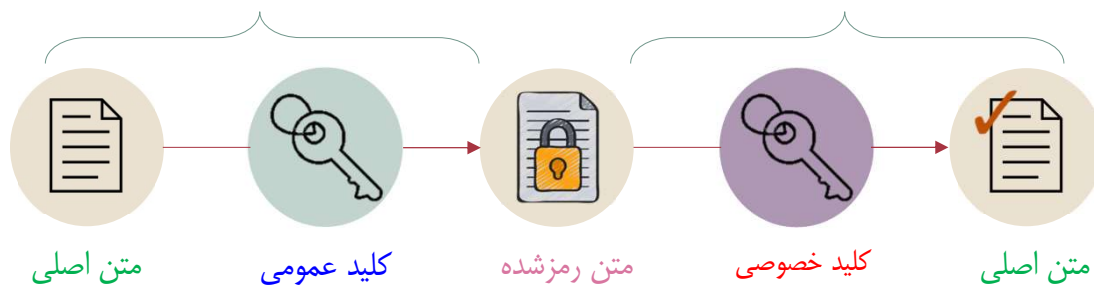 متن اصلی
کلید عمومی
متن رمزشده
کلید خصوصی
متن اصلی